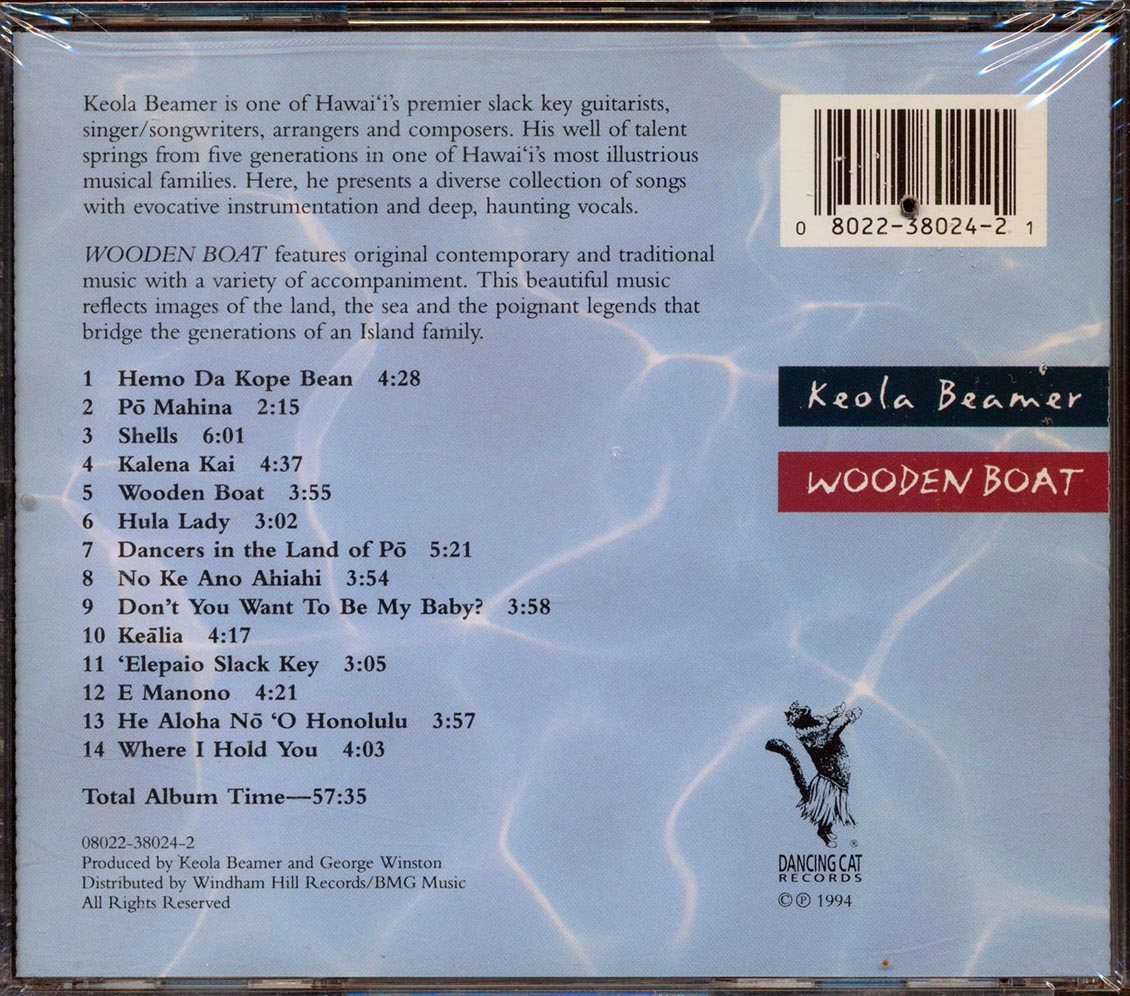 Keola Beamer is one of Hawai‘i’s premier slack key guitarists,
singer/songwriters, arrangers and composers. His well of talent
springs from five generations in one of Hawai‘i’s most illustrious
musical families. Here, he presents a diverse collection of songs
with evocative instrumentation and deep, haunting vocals.
WOODEN BOAT features original contemporary and traditional
music with a variety of accompaniment. This beautiful music
reflects images of the land, the sea and the poignant legends that
bridge the generations of an Island family.
1 Hemo Da Kope Bean 4:28
2 Pō Mahina 2:15
3 Shells 6:01
4 Kalena Kai 4:37
5 Wooden Boat 3:55
6 Hula Lady 3:02
7 Dancers in the Land of Pō 5:21
8 No Ke Ano Ahiahi 3:54
9 Don’t You Want To Be My Baby? 3:58
10 Keālia 4:17
11 ‘Elepaio Slack Key 3:05
12 E Manono 4:21
13 He Aloha Nō ‘O Honolulu 3:57
14 Where I Hold You 4:03
Total Album Time—57:35
08022-38024-2
Produced by Keola Beamer and George Winston
Distributed by Windham Hill Records/BMG Music
All Rights Reserved
0 8022-38024-2 1
Keola Beamer
WOODEN BOAT
®
DANCING CAT
RECORDS
©℗ 1994